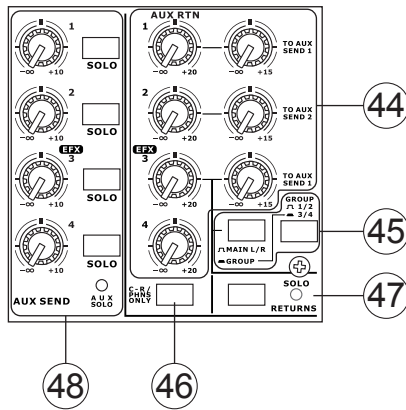 AUX RTN
1
-∞ +10
SOLO
1
-∞ +20
-∞ +15
TO AUX
SEND 1
2
-∞ +10
SOLO
2
-∞ +20
-∞ +15
TO AUX
SEND 2
EFX
3
-∞ +10
SOLO
EFX
3
-∞ +20
-∞ +15
TO AUX
SEND 1
4
-∞ +10
SOLO
4
-∞ +20
MAIN L/R
GROUP
GROUP
1/2
3/4
AUX SEND
AUX
SOLO
C-R/
PHNS
ONLY
SOLO
RETURNS
44
45
47
48
46